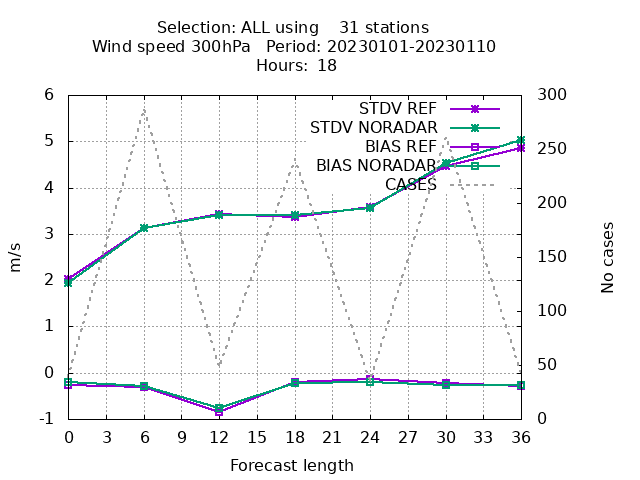 Selection: ALL using    31 stations
Wind speed 300hPa   Period: 20230101-20230110
Hours: 18
STDV REF
STDV NORADAR
BIAS REF
BIAS NORADAR
CASES
6
5
4
3
2
1
0
-1
m/s
300
250
200
150
100
50
0
No cases
0 3 6 9 12 15 18 21 24 27 30 33 36
Forecast length